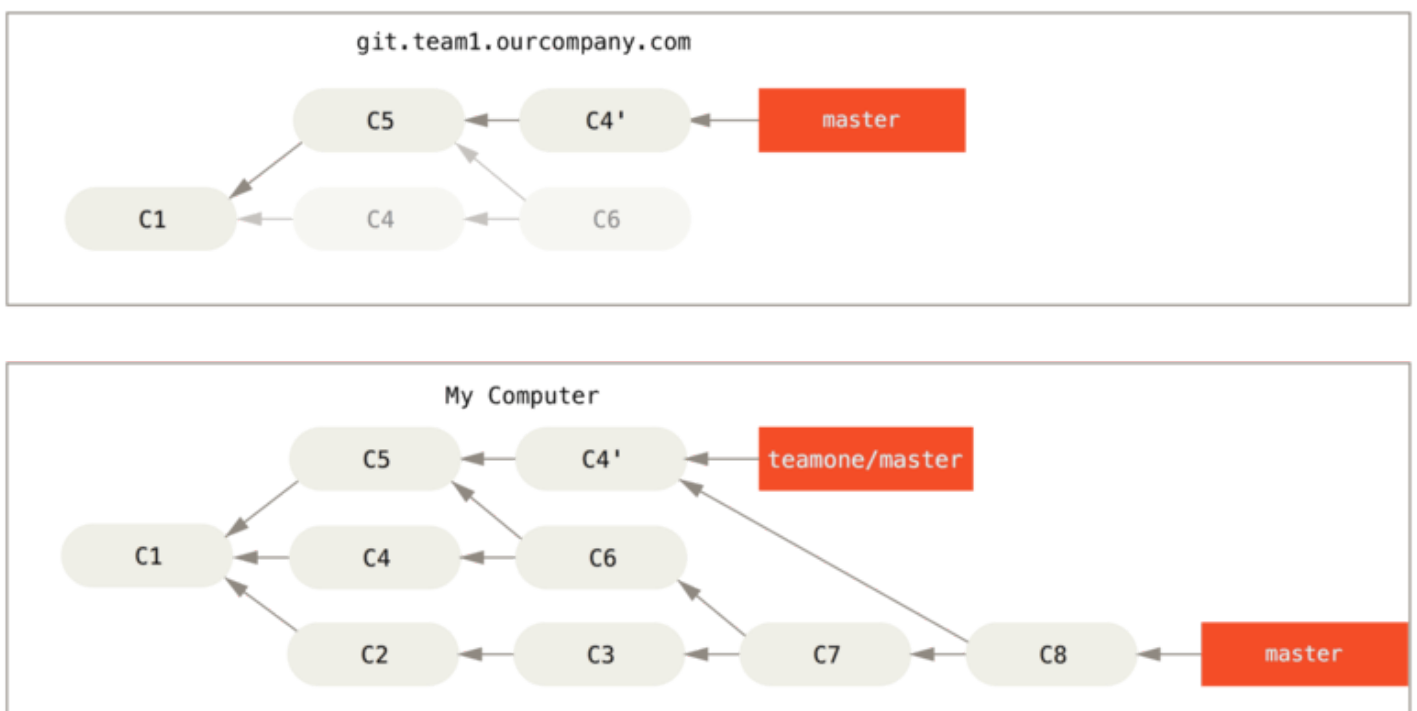 git.team1.ourcompany.com
C5 C4' master
C1 C4 C6
My Computer
C5 C4' teamone/master
C1 C4 C6
C2 C3 C7 C8 master